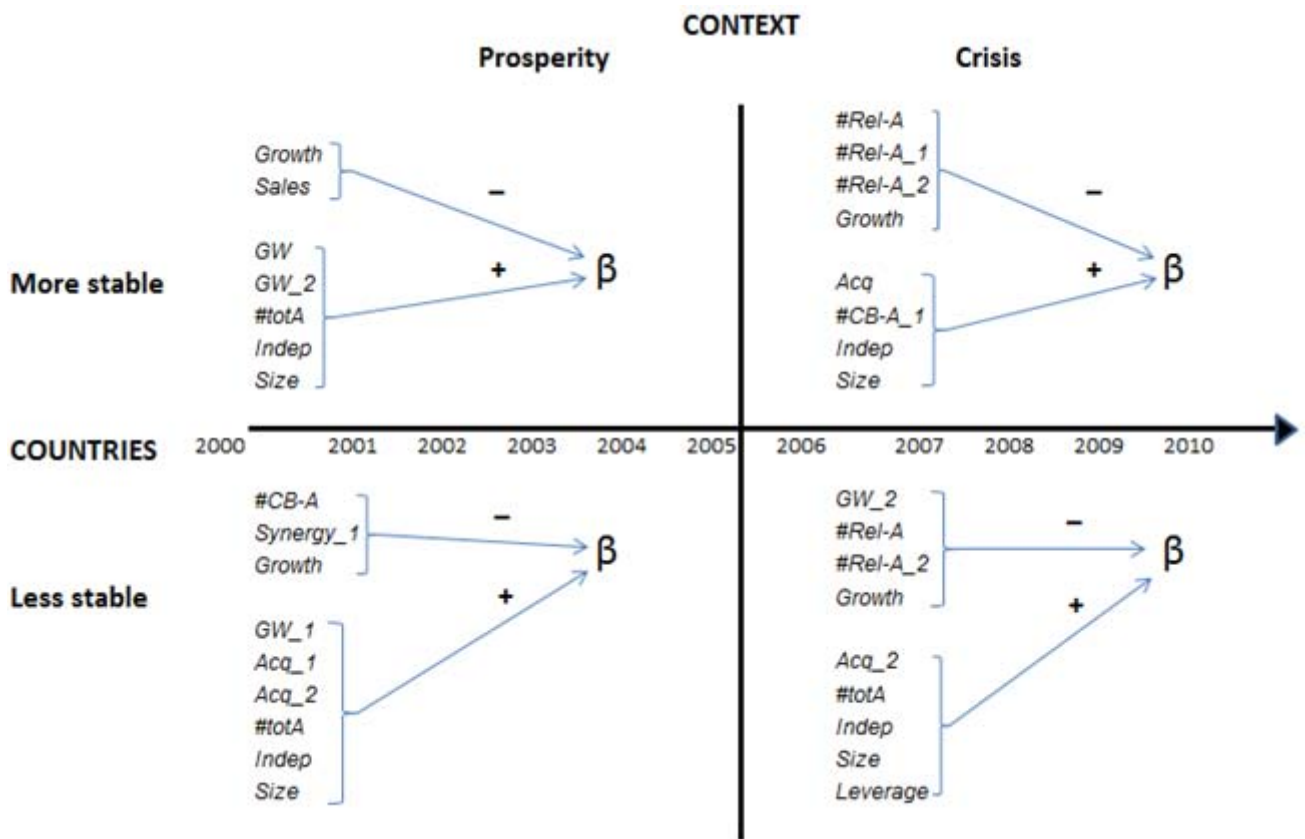 CONTEXT
Prosperity
Crisis
More stable
Growth
Sales
−
GW
GW_2
#totA
Indep
Size
+
β
#Rel-A
#Rel-A_1
#Rel-A_2
Growth
−
Acq
#CB-A_1
Indep
Size
+
β
COUNTRIES
2000 2001 2002 2003 2004 2005 2006 2007 2008 2009 2010
Less stable
#CB-A
Synergy_1
Growth
−
β
+
GW_1
Acq_1
Acq_2
#totA
Indep
Size
GW_2
#Rel-A
#Rel-A_2
Growth
−
β
+
Acq_2
#totA
Indep
Size
Leverage